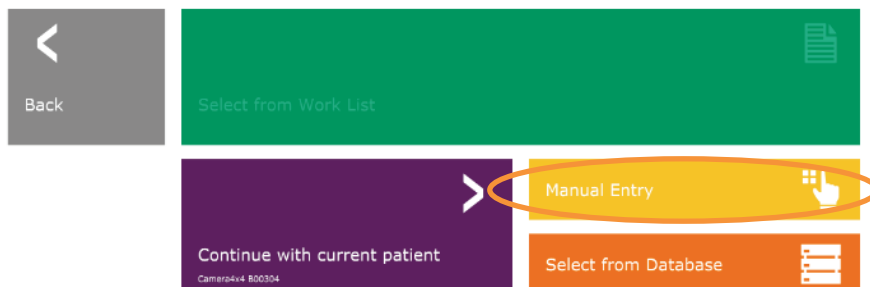 Back
Select from Work List
Manual Entry
Continue with current patient
Camera4x4 B00304
Select from Database